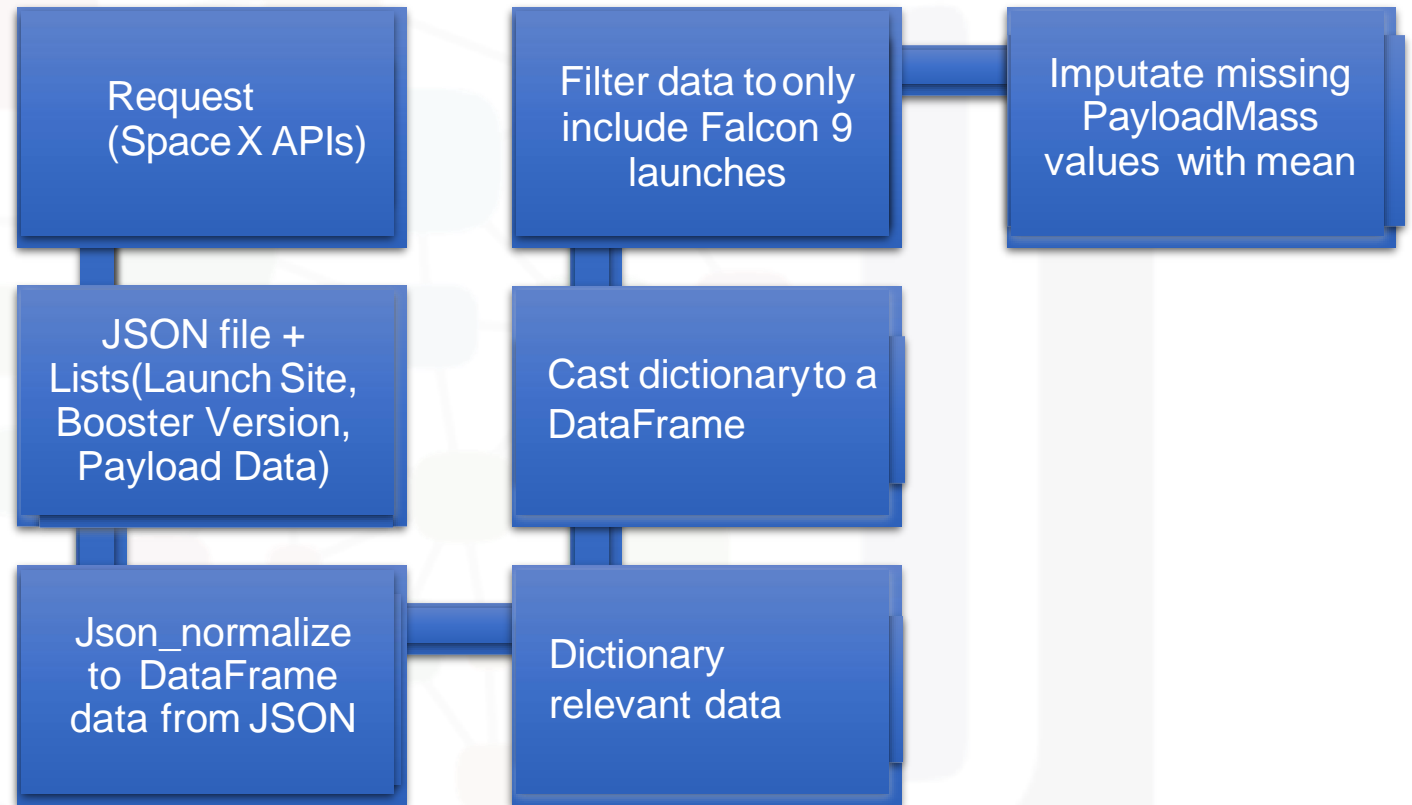 Request
(Space X APIs)
JSON file +
Lists(Launch Site,
Booster Version,
Payload Data)
Json_normalize
to DataFrame
data from JSON
Dictionary
relevant data
Cast dictionary to a
DataFrame
Filter data to only
include Falcon 9
launches
Imputate missing
PayloadMass
values with mean